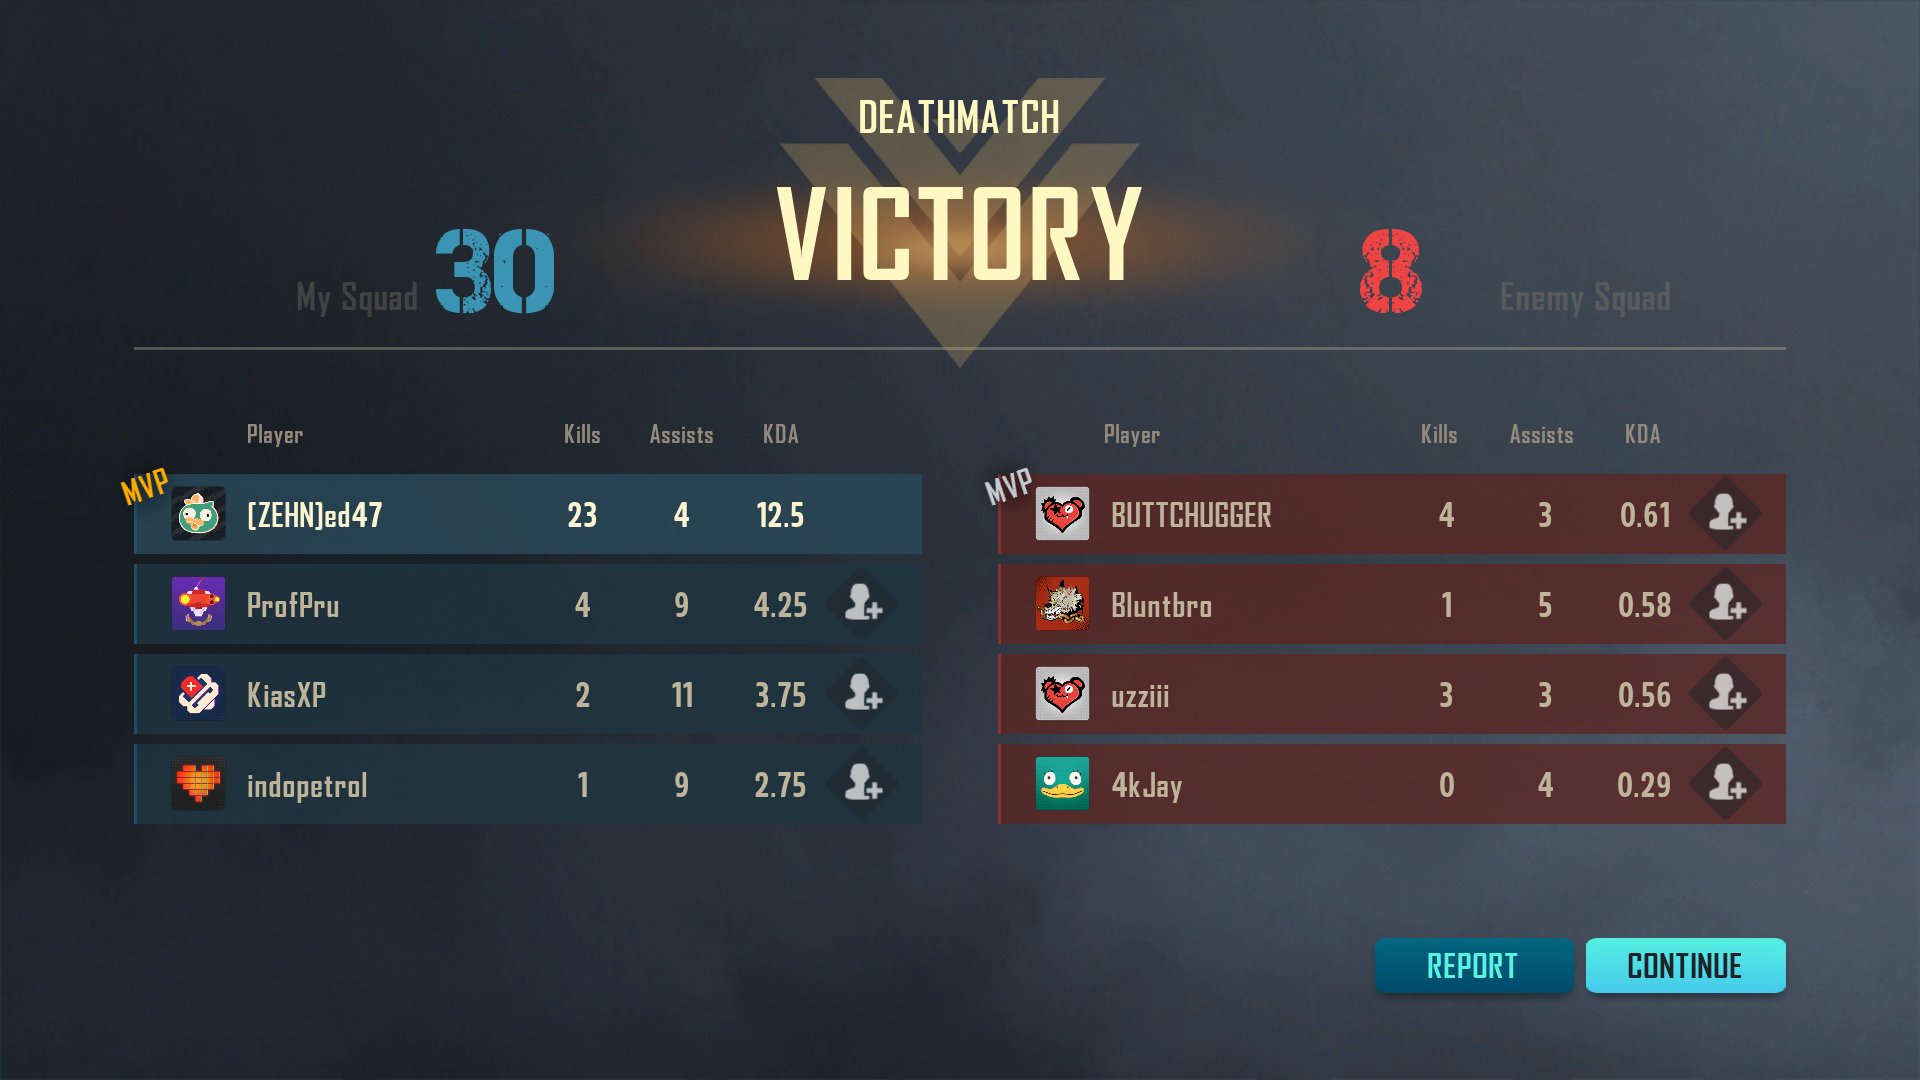 DEATHMATCH
VICTORY
My Squad 30
8 Enemy Squad
Player Kills Assists KDA
MVP
[ZEHN]ed47 23 4 12.5
ProfPru 4 9 4.25
KiasXP 2 11 3.75
indopetrol 1 9 2.75
Player Kills Assists KDA
MVP
BUTTCHUGGER 4 3 0.61
Bluntbro 1 5 0.58
uzziii 3 3 0.56
4kJay 0 4 0.29
REPORT CONTINUE